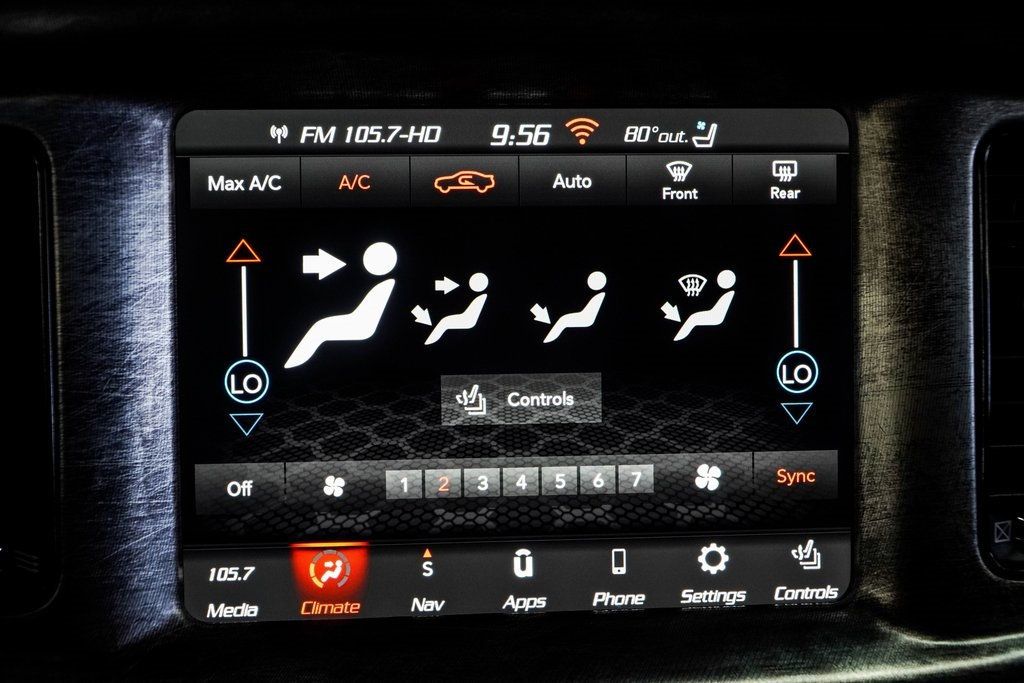 FM 105.7-HD 9:56 80° out.
Max A/C A/C Auto Front Rear
LO LO
Controls
Off 1 2 3 4 5 6 7 Sync
105.7 S
Media Climate Nav Apps Phone Settings Controls